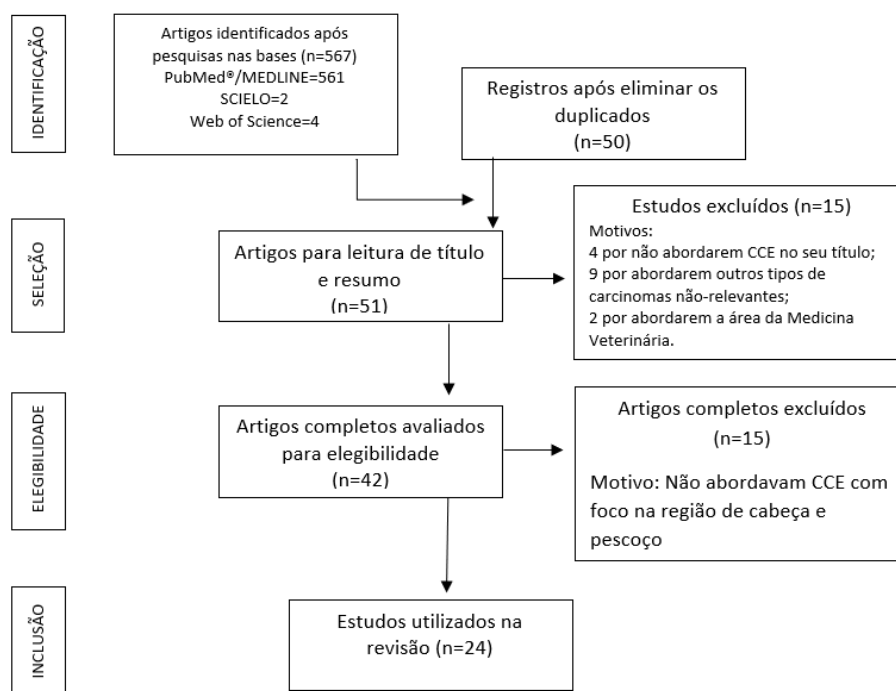 IDENTIFICAÇÃO
Artigos identificados após
pesquisas nas bases (n=567)
PubMed®/MEDLINE=561
SCIELO=2
Web of Science=4
Registros após eliminar os
duplicados
(n=50)
SELEÇÃO
Artigos para leitura de título
e resumo
(n=51)
Estudos excluídos (n=15)
Motivos:
4 por não abordarem CCE no seu título;
9 por abordarem outros tipos de
carcinomas não-relevantes;
2 por abordarem a área da Medicina
Veterinária.
ELEGIBILIDADE
Artigos completos avaliados
para elegibilidade
(n=42)
Artigos completos excluídos
(n=15)
Motivo: Não abordavam CCE com
foco na região de cabeça e
pescoço
INCLUSÃO
Estudos utilizados na
revisão (n=24)